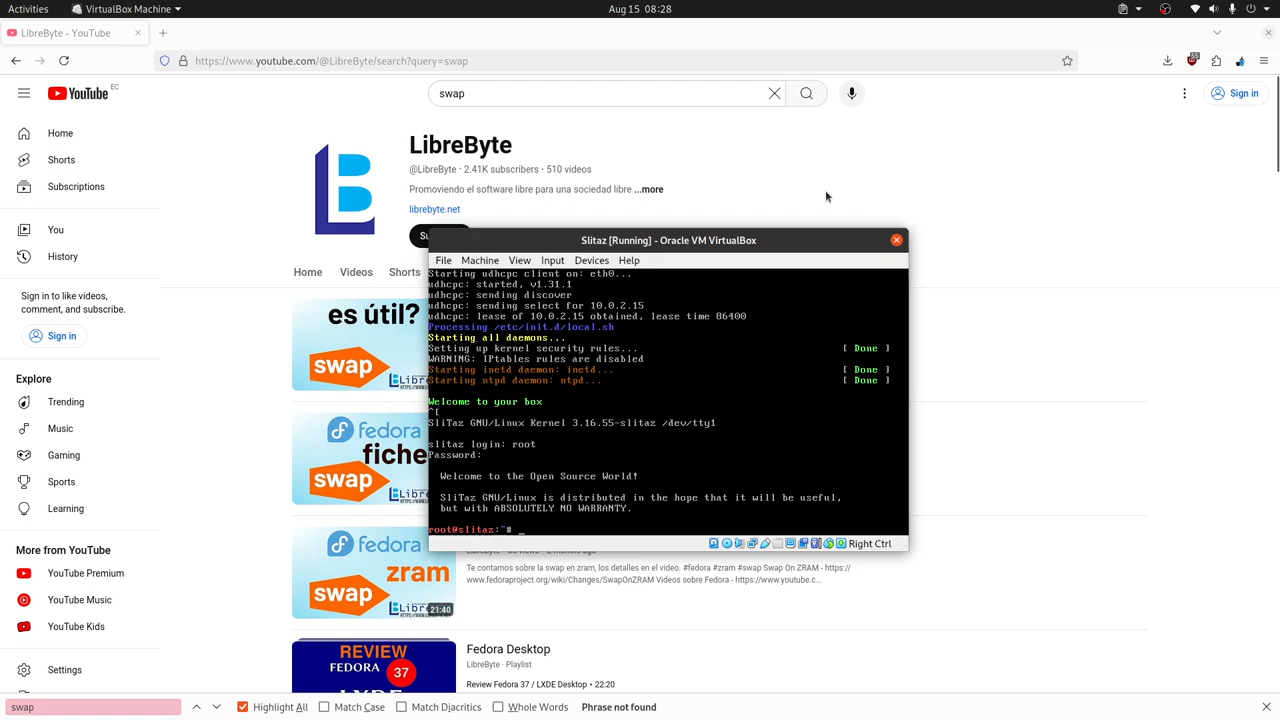 Activities
VirtualBox Machine
Aug 15 08:28
LibreByte - YouTube
https://www.youtube.com/@LibreByte/search?query=swap
55
YouTube
EC
swap
Sign in
Home
Shorts
Subscriptions
You
History
Sign in to like videos,
comment, and subscribe.
Sign in
Explore
Trending
Music
Gaming
Sports
Learning
More from YouTube
YouTube Premium
YouTube Music
YouTube Kids
Settings
LibreByte
@LibreByte · 2.41K subscribers · 510 videos
Promoviendo el software libre para una sociedad libre ...more
librebyte.net
Su
Home
Videos
Shorts
es útil?
swap
fedora
fiche
swap
fedora
zram
swap
21:40
Te contamos sobre la swap en zram, los detalles en el video. #fedora #zram #swap Swap On ZRAM - https://
www.fedoraproject.org/wiki/Changes/SwapOnZRAM Videos sobre Fedora - https://www.youtube.c...
REVIEW
FEDORA 37
Fedora Desktop
LibreByte · Playlist
Review Fedora 37 / LXDE Desktop • 22:20
Slitaz [Running] - Oracle VM VirtualBox
File
Machine
View
Input
Devices
Help
Starting udhcpc client on: eth0...
udhcpc: started, v1.31.1
udhcpc: sending discover
udhcpc: sending select for 10.0.2.15
udhcpc: lease of 10.0.2.15 obtained, lease time 86400
Processing /etc/init.d/local.sh
Starting all daemons...
Setting up kernel security rules... [ Done ]
WARNING: IPtables rules are disabled
Starting inetd daemon: inetd... [ Done ]
Starting ntpd daemon: ntpd... [ Done ]
Welcome to your box
^[
SliTaz GNU/Linux Kernel 3.16.55-slitaz /dev/tty1
slitaz login: root
Password:
Welcome to the Open Source World!
SliTaz GNU/Linux is distributed in the hope that it will be useful,
but with ABSOLUTELY NO WARRANTY.
root@slitaz:~# _
Right Ctrl
swap
Highlight All
Match Case
Match Diacritics
Whole Words
Phrase not found